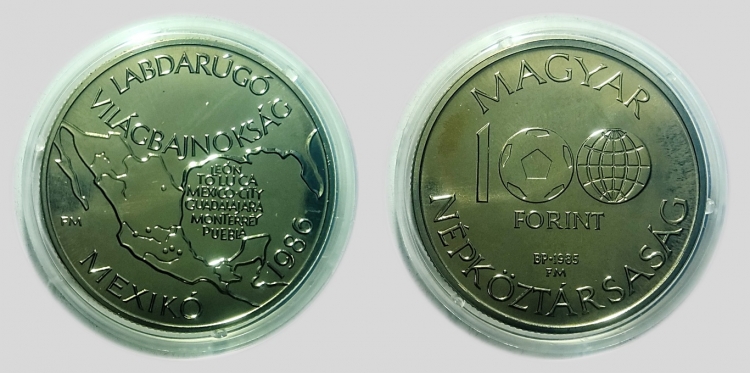 LABDARÚGÓ
VILÁGBAJNOKSÁG
LEÓN
TOLUCA
MEXICO CITY
GUADALAJARA
MONTERREY
PUEBLA
PM
1986
MEXIKÓ
MAGYAR
100
FORINT
BP·1985
PM
NÉPKÖZTÁRSASÁG